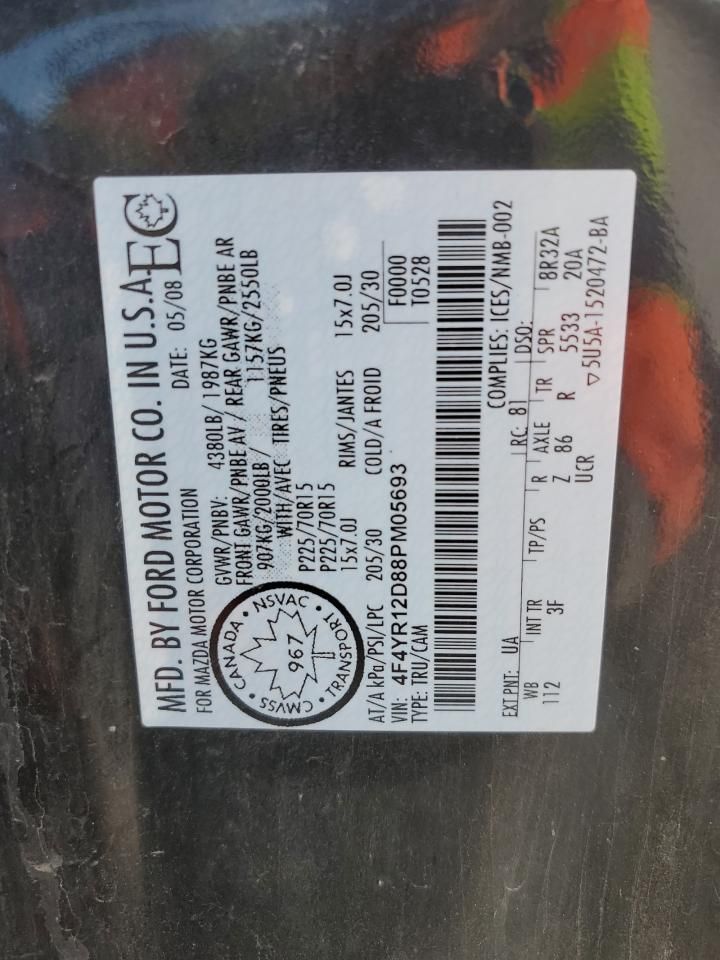 MFD. BY FORD MOTOR CO. IN U.S.A.
FOR MAZDA MOTOR CORPORATION
DATE: 05/08
EC
GVWR/PNBV: 4380LB/ 1987KG
FRONT GAWR/PNBE AV / REAR GAWR/PNBE AR
907KG/2000LB / 1157KG/2550LB
WITH/AVEC TIRES/PNEUS
P225/70R15
P225/70R15
15x7.0J RIMS/JANTES 15x7.0J
AT/A kPa/PSI/LPC 205/30 COLD/A FROID 205/30
CANADA • NSVAC • TRANSPORT • CMVSS •
967
VIN: 4F4YR12D88PM05693
TYPE: TRU/CAM
F0000
T0528
COMPLIES: ICES/NMB-002
EXT PNT: UA RC: 81 DSO:
WB INT TR TP/PS R AXLE TR SPR 8R32A
112 3F Z 86 R 5533 20A
UCR ▽5U5A-1520472-BA